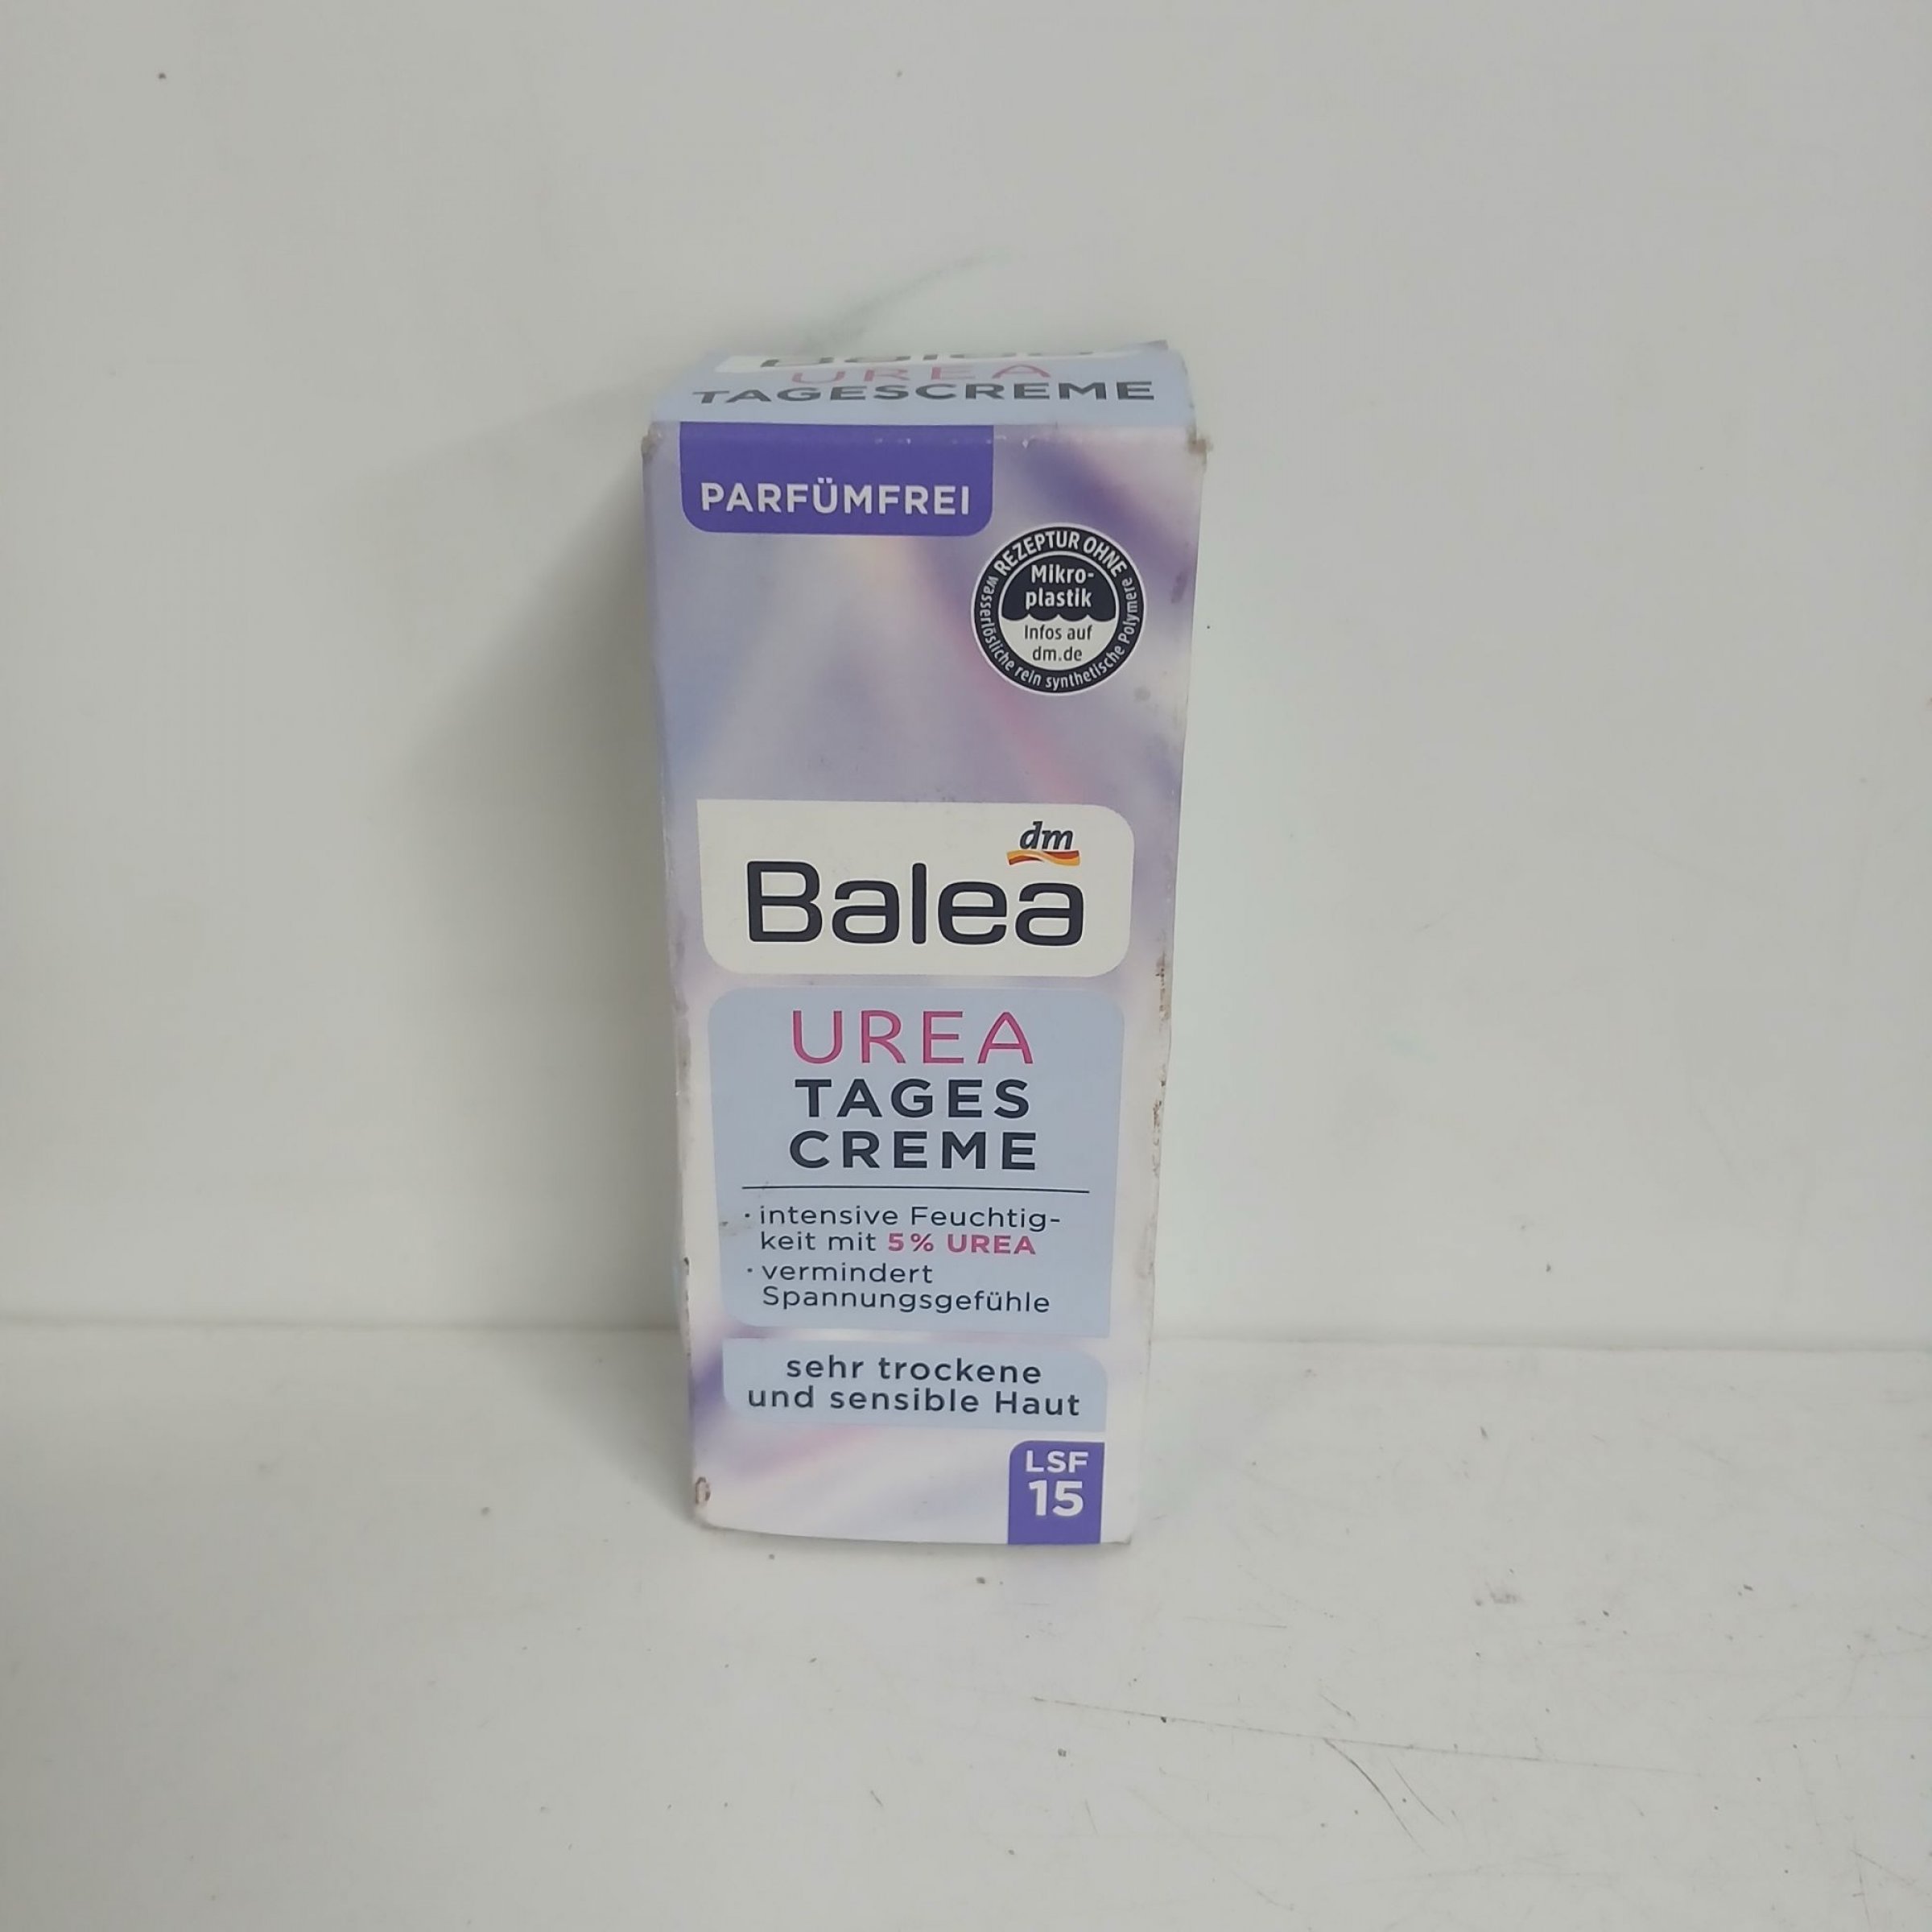 Balea
UREA
TAGESCREME
PARFÜMFREI
REZEPTUR OHNE
Mikro-
plastik
Infos auf
dm.de
wasserlösliche rein synthetische Polymere
dm
Balea
UREA
TAGES
CREME
· intensive Feuchtig-
keit mit 5% UREA
· vermindert
Spannungsgefühle
sehr trockene
und sensible Haut
LSF
15